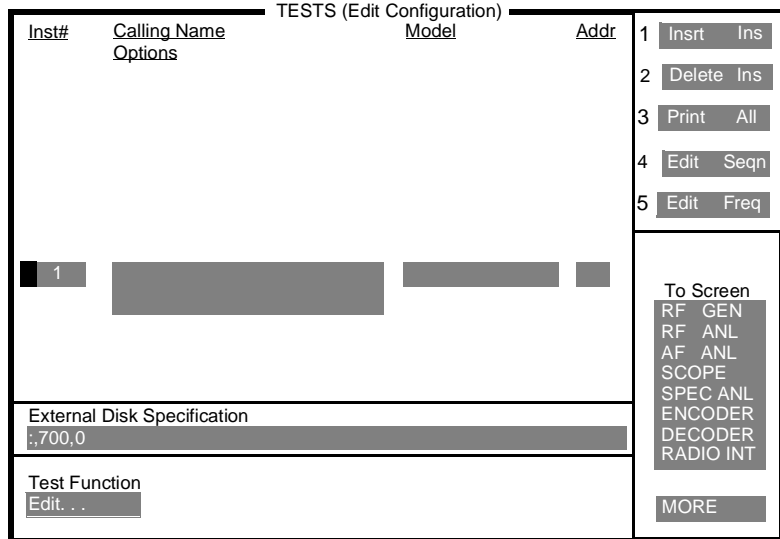 TESTS (Edit Configuration)
Inst# Calling Name Model Addr
Options
1
External Disk Specification
:,700,0
Test Function
Edit. . .
1 Insrt Ins
2 Delete Ins
3 Print All
4 Edit Seqn
5 Edit Freq
To Screen
RF GEN
RF ANL
AF ANL
SCOPE
SPEC ANL
ENCODER
DECODER
RADIO INT
MORE